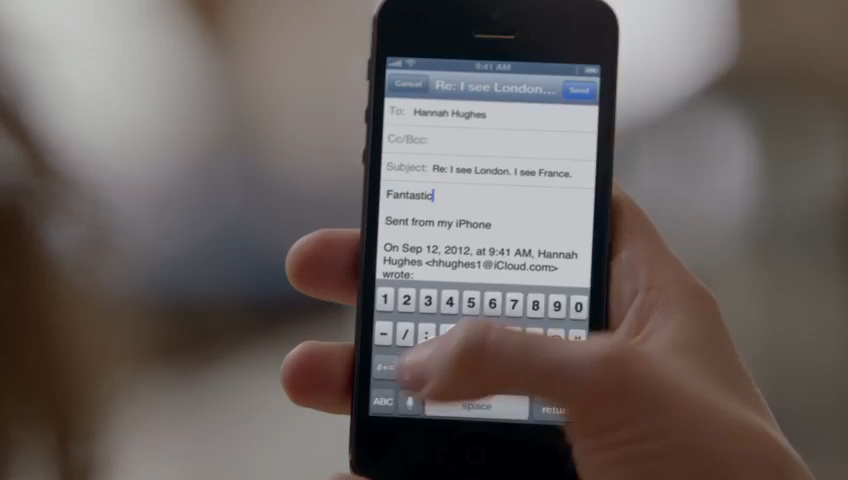 9:41 AM
Cancel Re: I see London... Send
To: Hannah Hughes
Cc/Bcc:
Subject: Re: I see London. I see France.
Fantastic
Sent from my iPhone
On Sep 12, 2012, at 9:41 AM, Hannah
Hughes <hhughes1@iCloud.com>
wrote:
1 2 3 4 5 6 7 8 9 0
- / :
#+=
ABC space return